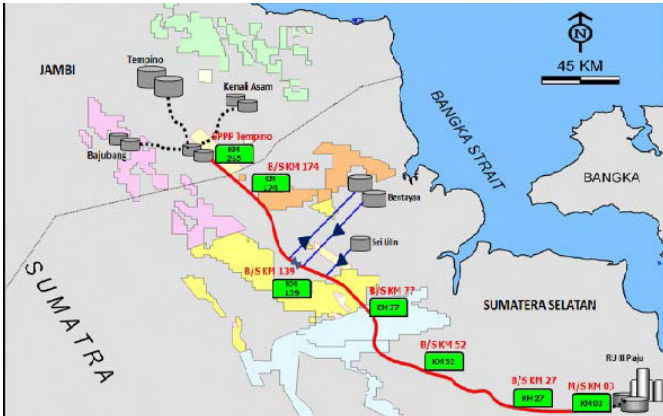 N
45 KM
JAMBI
Tempino
Kenali Asam
Bajubang
SPPP Tempino
KM
265
B/S KM 174
KM
174
BANGKA STRAIT
BANGKA
Bentayan
Sei Lilin
B/S KM 139
KM
139
B/S KM 77
KM 77
SUMATERA SELATAN
SUMATRA
B/S KM 52
KM 52
B/S KM 27
KM 27
M/S KM 03
KM 03
RU III Paju